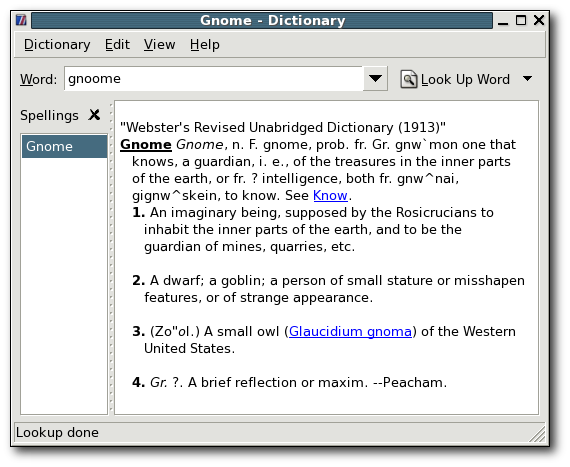 Gnome - Dictionary
Dictionary Edit View Help
Word: gnoome Look Up Word
Spellings
Gnome
"Webster's Revised Unabridged Dictionary (1913)"
Gnome Gnome, n. F. gnome, prob. fr. Gr. gnw`mon one that
knows, a guardian, i. e., of the treasures in the inner parts
of the earth, or fr. ? intelligence, both fr. gnw^nai,
gignw^skein, to know. See Know.
1. An imaginary being, supposed by the Rosicrucians to
inhabit the inner parts of the earth, and to be the
guardian of mines, quarries, etc.
2. A dwarf; a goblin; a person of small stature or misshapen
features, or of strange appearance.
3. (Zo"ol.) A small owl (Glaucidium gnoma) of the Western
United States.
4. Gr. ?. A brief reflection or maxim. --Peacham.
Lookup done